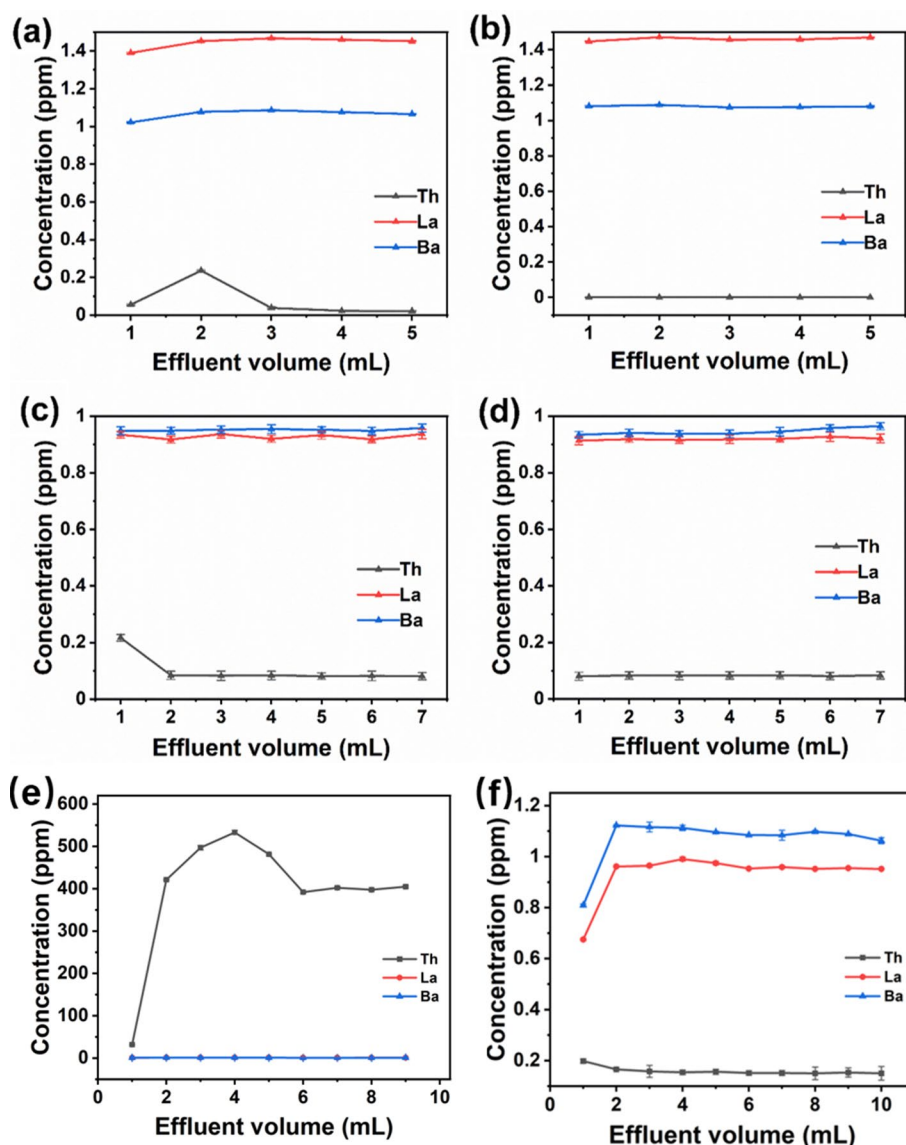 (a)
Concentration (ppm)
1.4
1.2
1
0.8
0.6
0.4
0.2
0
Th
La
Ba
1 2 3 4 5
Effluent volume (mL)
(b)
Concentration (ppm)
1.4
1.2
1
0.8
0.6
0.4
0.2
0
Th
La
Ba
1 2 3 4 5
Effluent volume (mL)
(c)
Concentration (ppm)
1
0.8
0.6
0.4
0.2
0
Th
La
Ba
1 2 3 4 5 6 7
Effluent volume (mL)
(d)
Concentration (ppm)
1
0.8
0.6
0.4
0.2
0
Th
La
Ba
1 2 3 4 5 6 7
Effluent volume (mL)
(e)
Concentration (ppm)
600
500
400
300
200
100
0
Th
La
Ba
0 2 4 6 8 10
Effluent volume (mL)
(f)
Concentration (ppm)
1.2
1
0.8
0.6
0.4
0.2
Th
La
Ba
0 2 4 6 8 10
Effluent volume (mL)